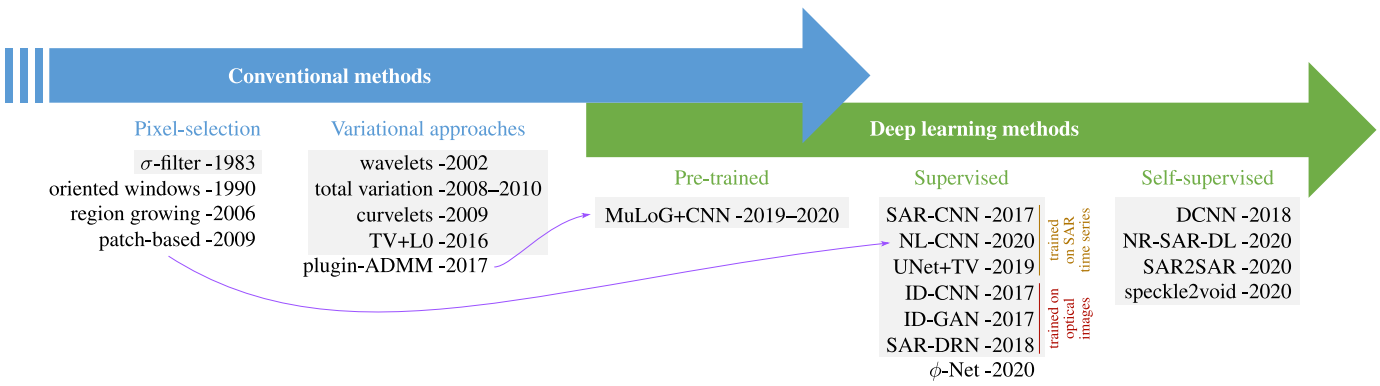 Conventional methods
Deep learning methods
Pixel-selection
σ-filter -1983
oriented windows -1990
region growing -2006
patch-based -2009
Variational approaches
wavelets -2002
total variation -2008–2010
curvelets -2009
TV+L0 -2016
plugin-ADMM -2017
Pre-trained
MuLoG+CNN -2019–2020
Supervised
SAR-CNN -2017
NL-CNN -2020
UNet+TV -2019
trained
on SAR
time series
ID-CNN -2017
ID-GAN -2017
SAR-DRN -2018
trained on
optical
images
ϕ-Net -2020
Self-supervised
DCNN -2018
NR-SAR-DL -2020
SAR2SAR -2020
speckle2void -2020